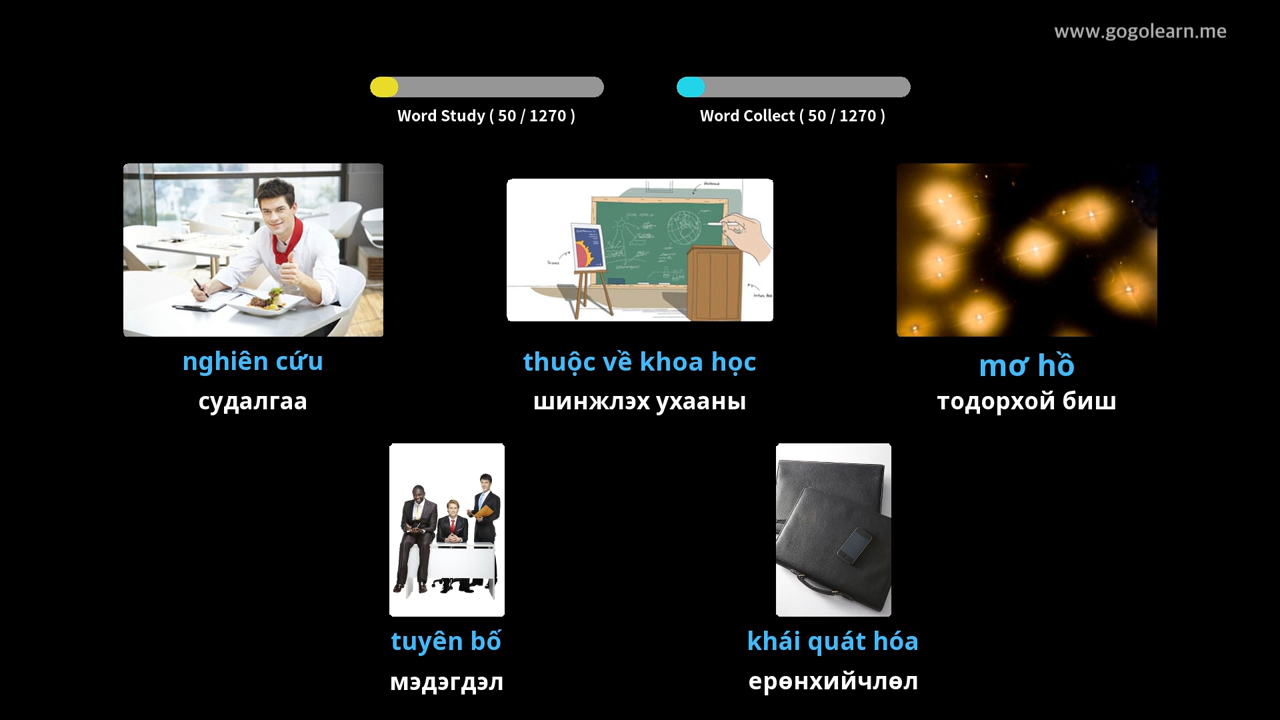 www.gogolearn.me
Word Study ( 50 / 1270 )
Word Collect ( 50 / 1270 )
nghiên cứu
thuộc về khoa học
mơ hồ
судалгаа
шинжлэх ухааны
тодорхой биш
tuyên bố
khái quát hóa
мэдэгдэл
ерөнхийчлөл